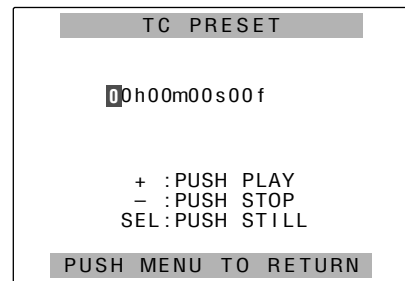 TC PRESET
00h00m00s00f
+ :PUSH PLAY
– :PUSH STOP
SEL:PUSH STILL
PUSH MENU TO RETURN